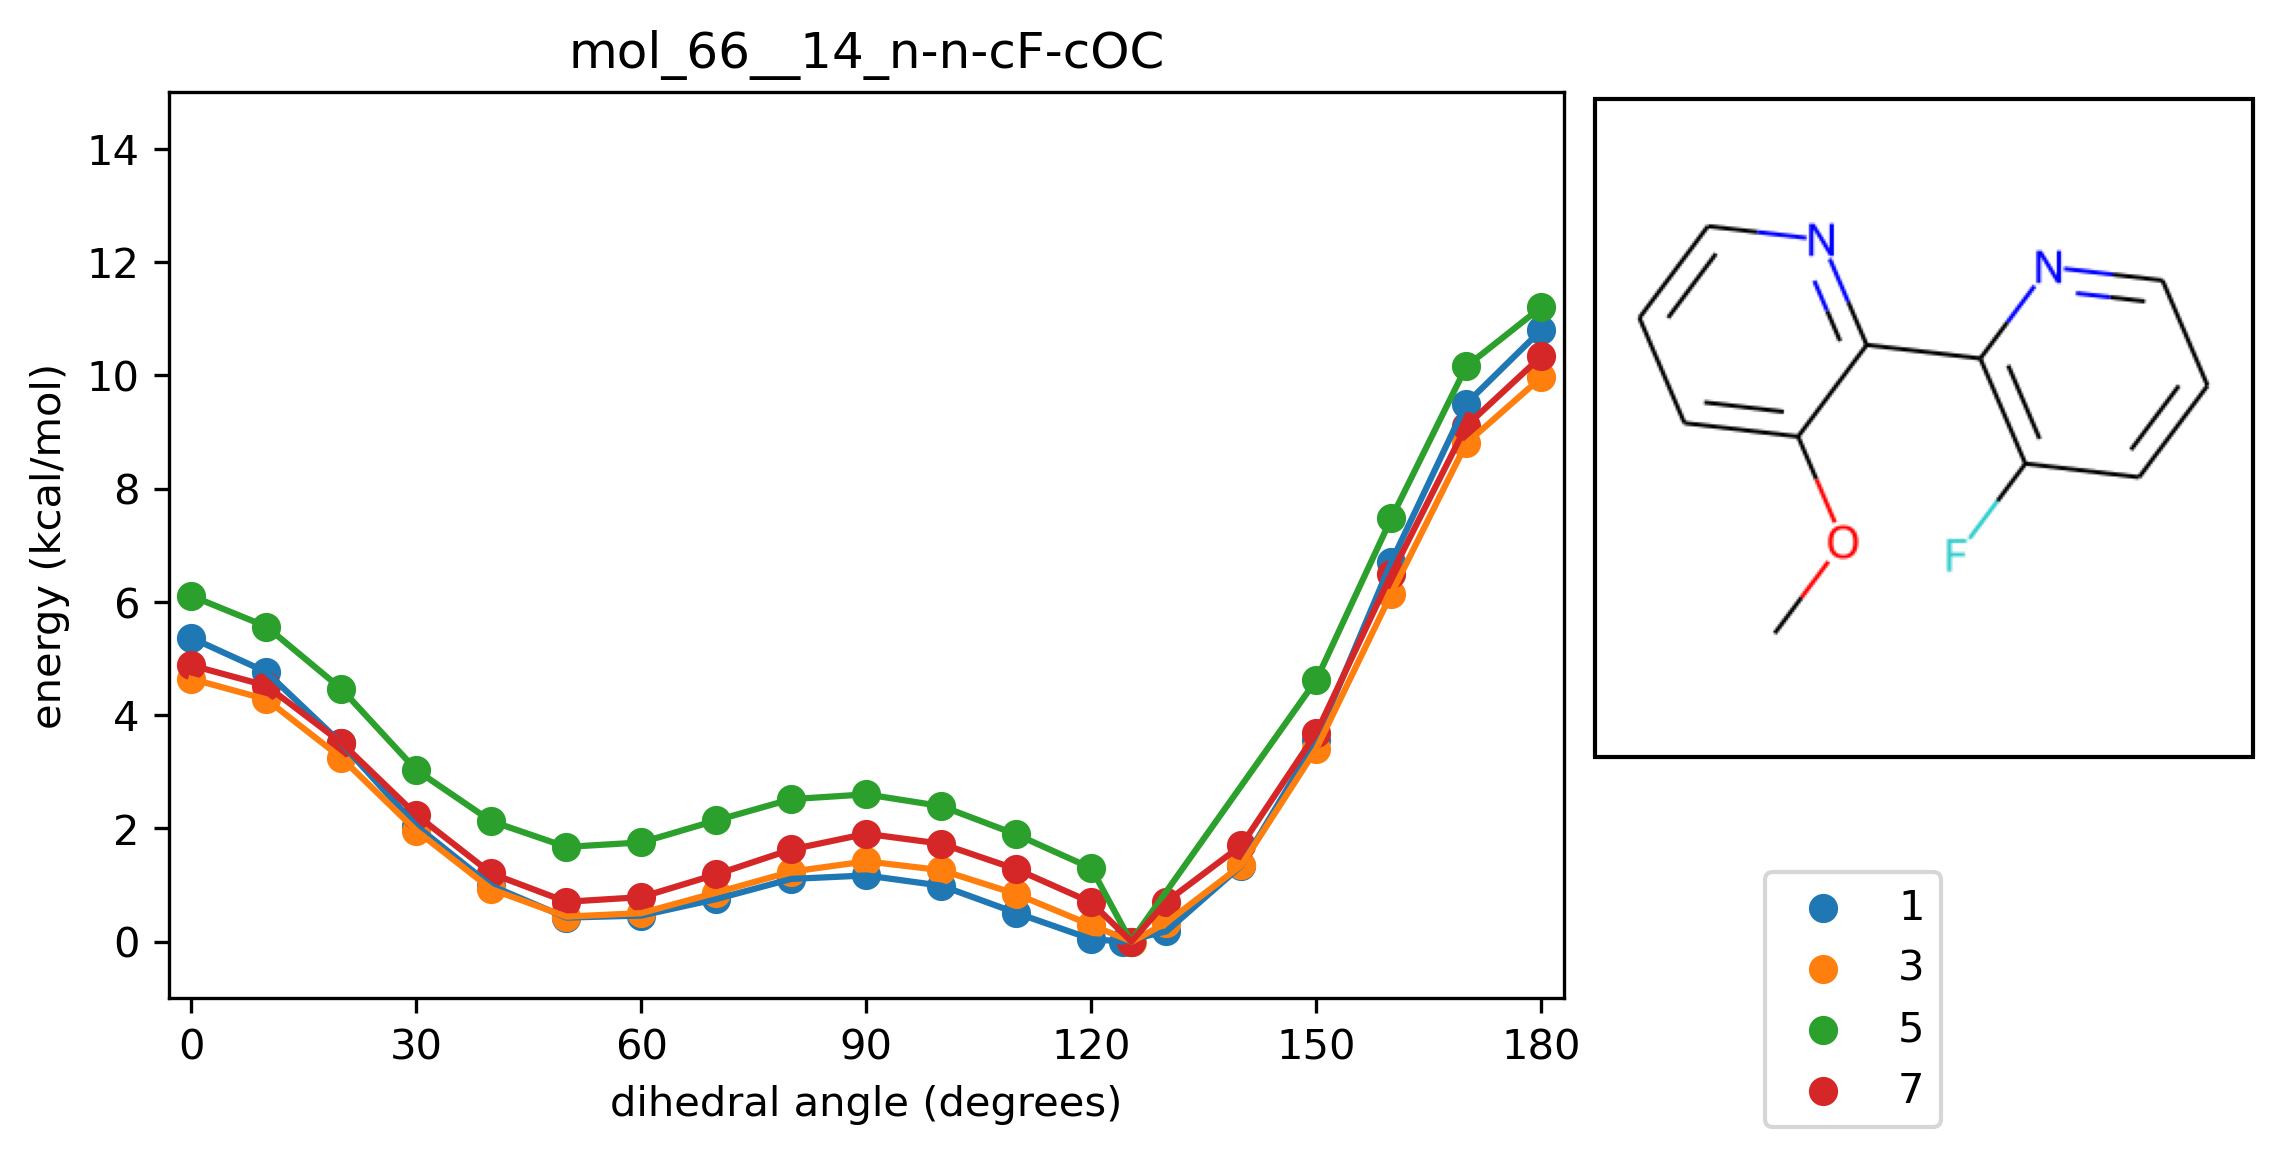 mol_66__14_n-n-cF-cOC
energy (kcal/mol)
14
12
10
8
6
4
2
0
0 30 60 90 120 150 180
dihedral angle (degrees)
N
N
O
F
1
3
5
7